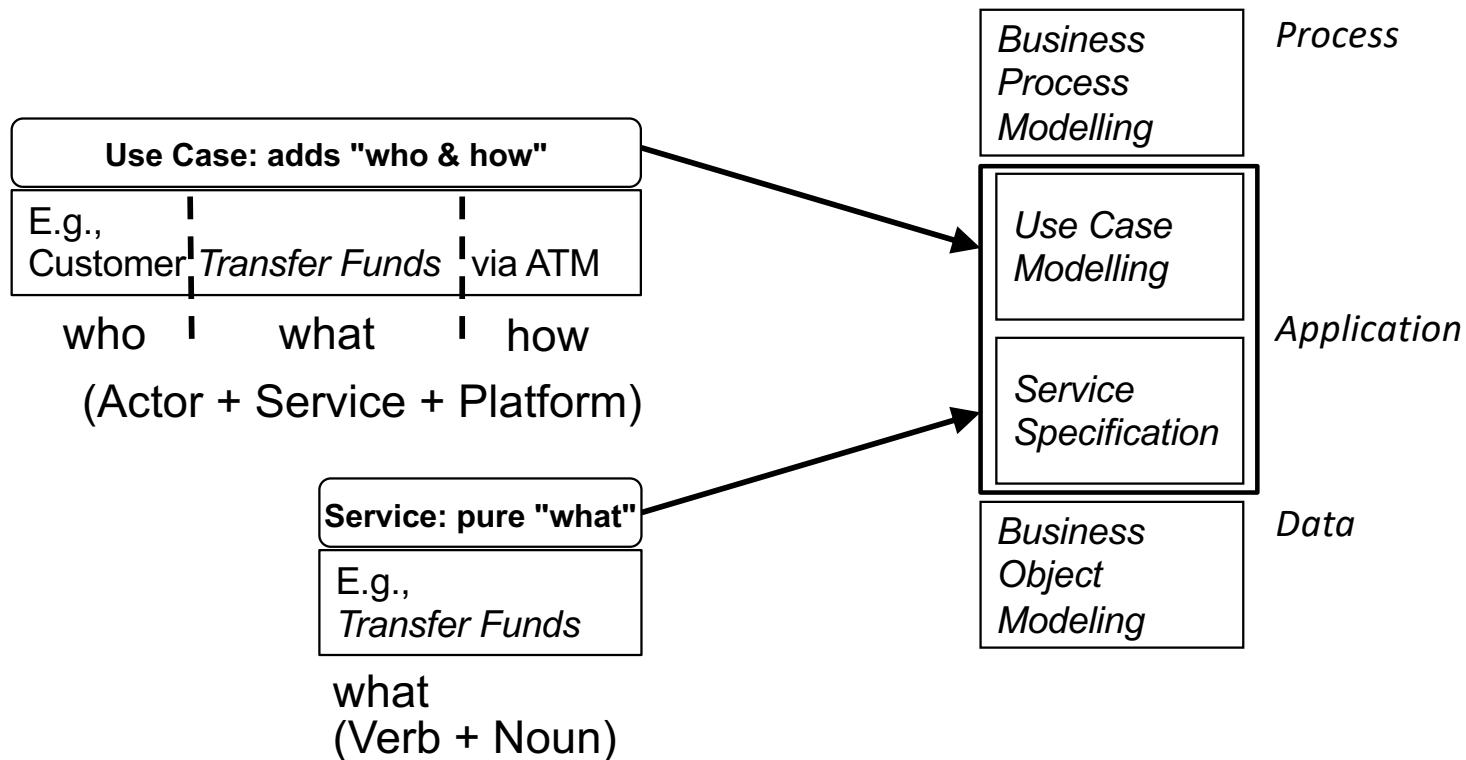 Use Case: adds "who & how"
E.g.,
Customer Transfer Funds via ATM
who what how
(Actor + Service + Platform)
Service: pure "what"
E.g.,
Transfer Funds
what
(Verb + Noun)
Business
Process
Modelling
Process
Use Case
Modelling
Application
Service
Specification
Business
Object
Modeling
Data